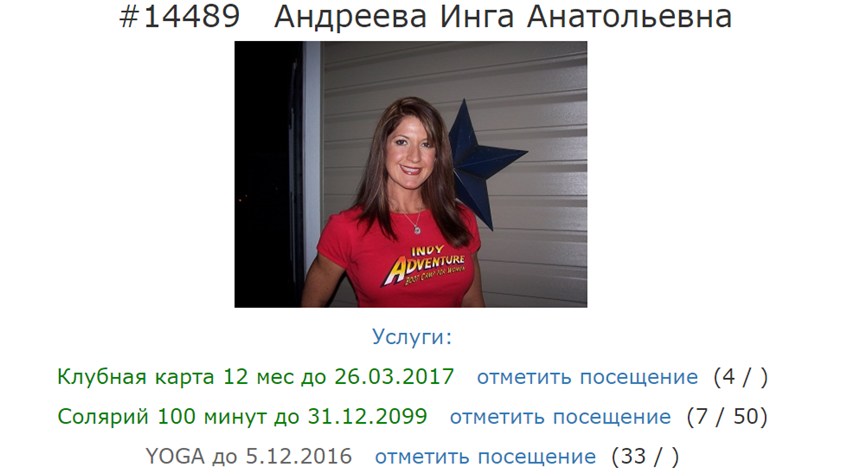 #14489 Андреева Инга Анатольевна
INDY
ADVENTURE
BOOT CAMP FOR WOMEN
Услуги:
Клубная карта 12 мес до 26.03.2017 отметить посещение (4 / )
Солярий 100 минут до 31.12.2099 отметить посещение (7 / 50)
YOGA до 5.12.2016 отметить посещение (33 / )